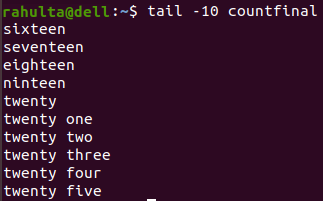 rahulta@dell:~$ tail -10 countfinal
sixteen
seventeen
eighteen
ninteen
twenty
twenty one
twenty two
twenty three
twenty four
twenty five